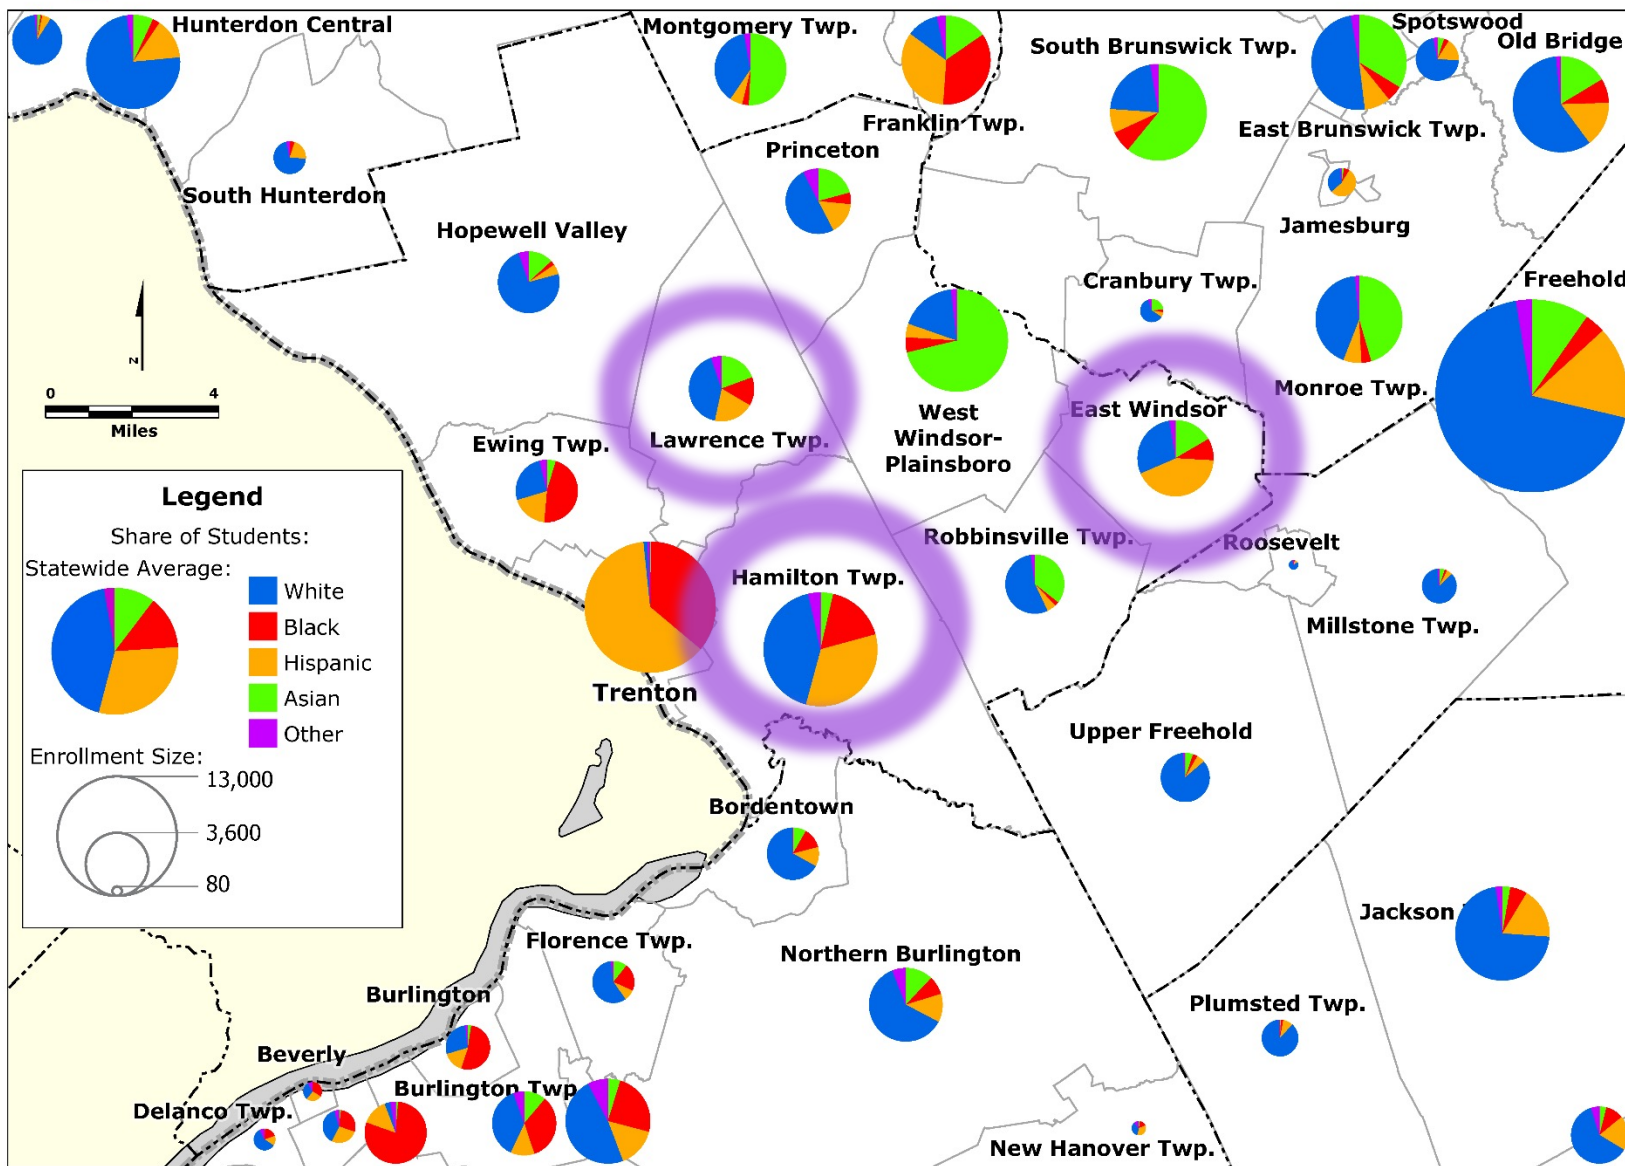 Hunterdon Central
Montgomery Twp.
Franklin Twp.
South Brunswick Twp.
Spotswood
Old Bridge
East Brunswick Twp.
South Hunterdon
Princeton
Jamesburg
Hopewell Valley
Cranbury Twp.
Freehold
Monroe Twp.
East Windsor
Lawrence Twp.
West
Windsor-
Plainsboro
Ewing Twp.
N
0 4
Miles
Legend
Share of Students:
Statewide Average:
White
Black
Hispanic
Asian
Other
Enrollment Size:
13,000
3,600
80
Robbinsville Twp.
Roosevelt
Hamilton Twp.
Millstone Twp.
Trenton
Upper Freehold
Bordentown
Jackson
Florence Twp.
Northern Burlington
Burlington
Plumsted Twp.
Beverly
Burlington Twp
Delanco Twp.
New Hanover Twp.